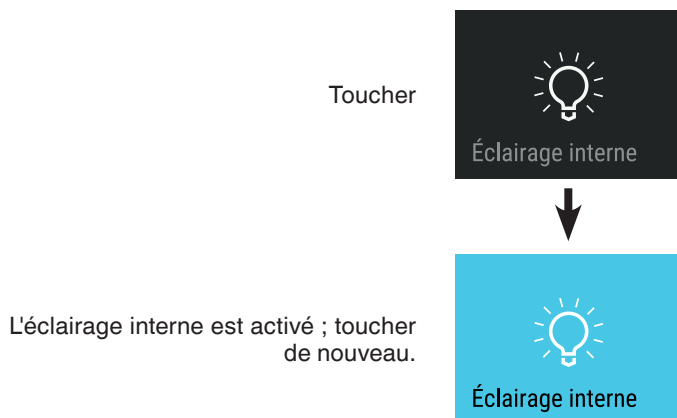 Toucher
Éclairage interne
L'éclairage interne est activé ; toucher
de nouveau.
Éclairage interne